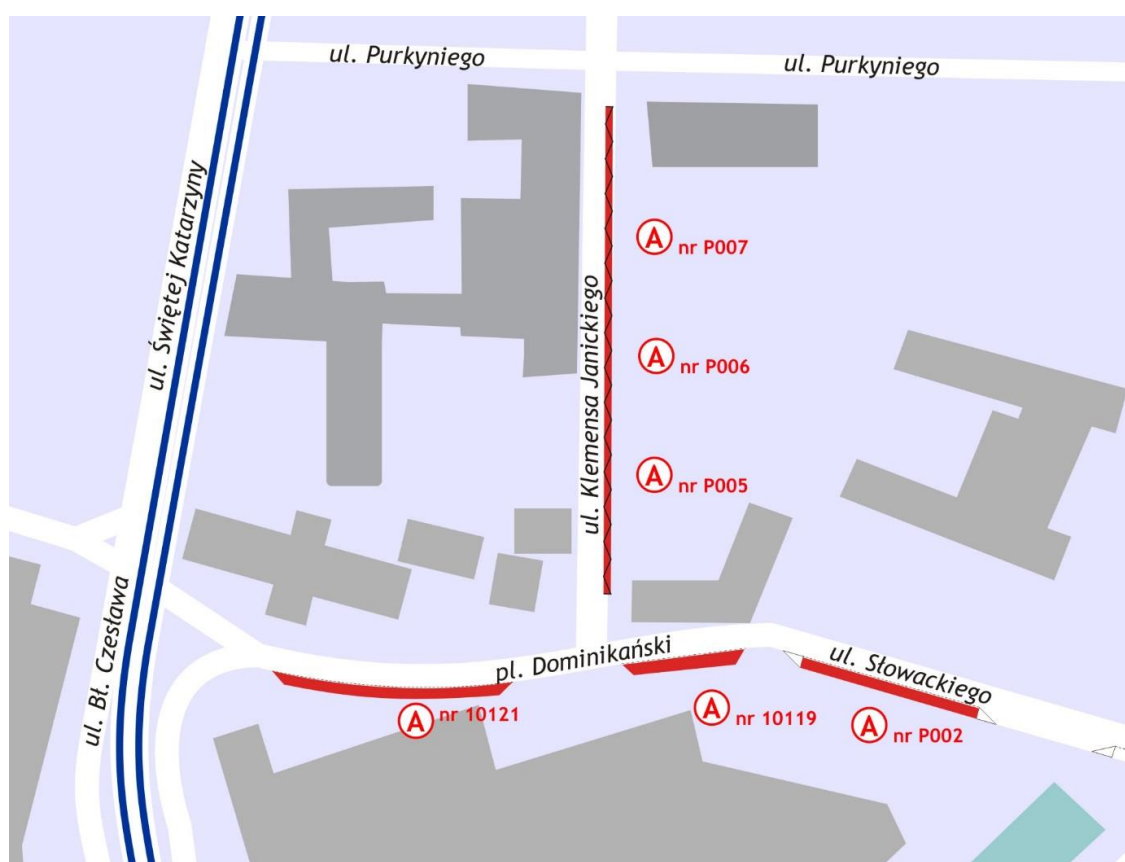 ul. Purkyniego
ul. Purkyniego
ul. Świętej Katarzyny
A nr P007
ul. Klemensa Janickiego
A nr P006
A nr P005
ul. Bł. Czesława
pl. Dominikański
ul. Słowackiego
A nr 10121
A nr 10119
A nr P002